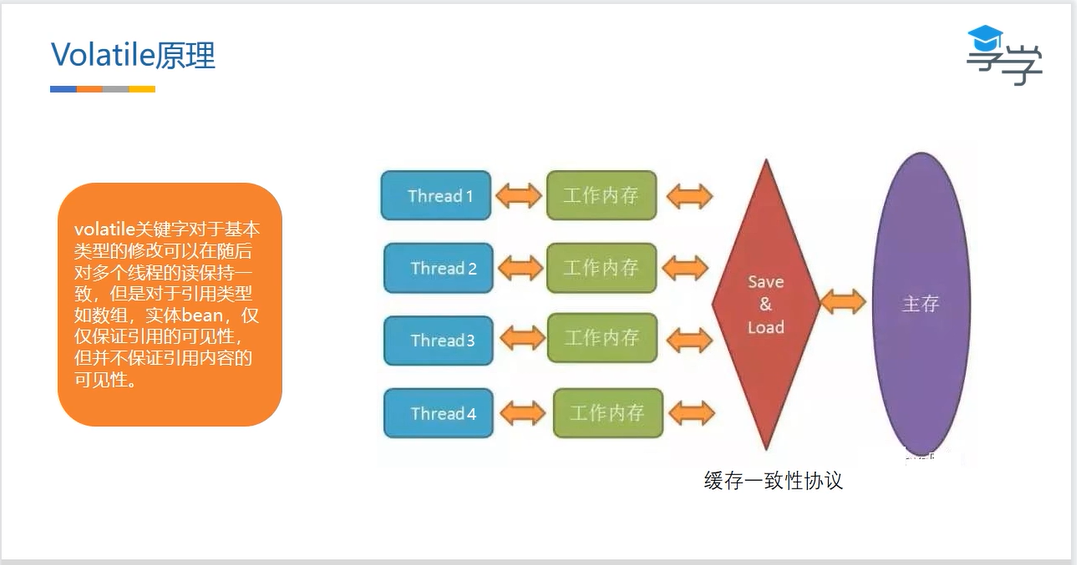 Volatile原理
volatile关键字对于基本
类型的修改可以在随后
对多个线程的读保持一
致，但是对于引用类型
如数组，实体bean，仅
仅保证引用的可见性，
但并不保证引用内容的
可见性。
Thread 1
工作内存
Thread 2
工作内存
Thread3
工作内存
Thread 4
工作内存
Save
&
Load
主存
缓存一致性协议